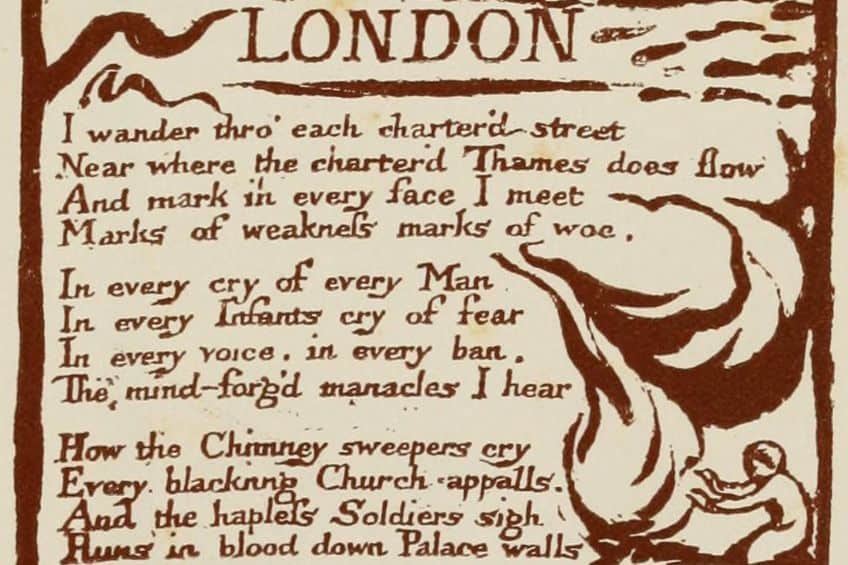 LONDON
I wander thro' each charter'd street
Near where the charter'd Thames does flow
And mark in every face I meet
Marks of weakneſs marks of woe.
In every cry of every Man
In every Infants cry of fear
In every voice. in every ban.
The mind-forg'd manacles I hear
How the Chimney sweepers cry
Every blackning Church appalls.
And the hapleſs Soldiers sigh
Runs in blood down Palace walls